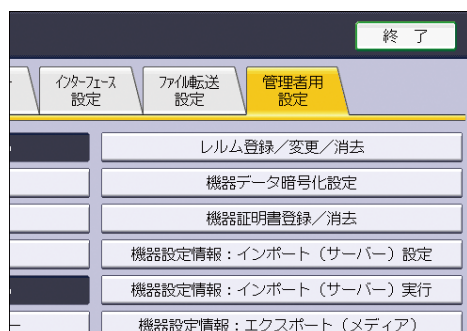 終 了
インターフェース
設定
ファイル転送
設定
管理者用
設定
レルム登録／変更／消去
機器データ暗号化設定
機器証明書登録／消去
機器設定情報：インポート（サーバー）設定
機器設定情報：インポート（サーバー）実行
機器設定情報：エクスポート（メディア）